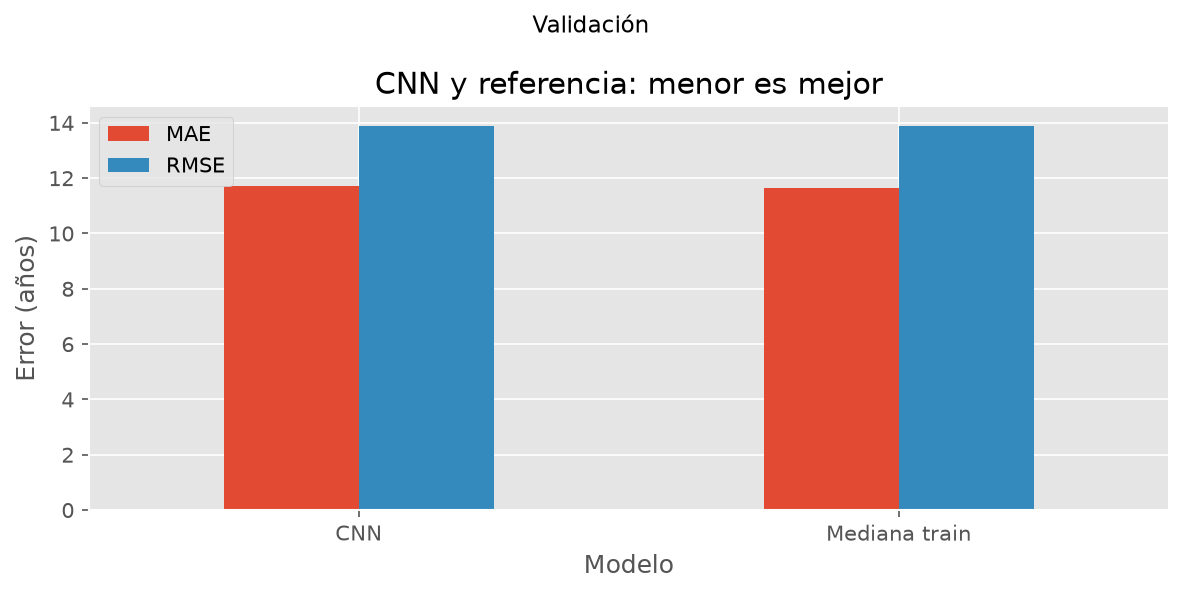 Validación
CNN y referencia: menor es mejor
MAE
RMSE
Error (años)
14
12
10
8
6
4
2
0
CNN
Mediana train
Modelo